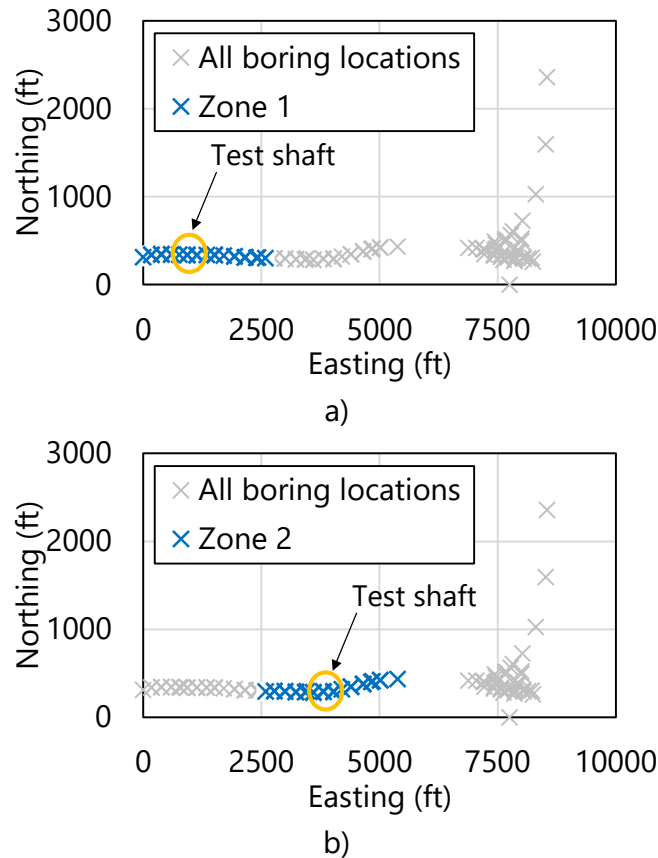 3000
2000
1000
0
Northing (ft)
All boring locations
Zone 1
Test shaft
0 2500 5000 7500 10000
Easting (ft)
a)
3000
2000
1000
0
Northing (ft)
All boring locations
Zone 2
Test shaft
0 2500 5000 7500 10000
Easting (ft)
b)